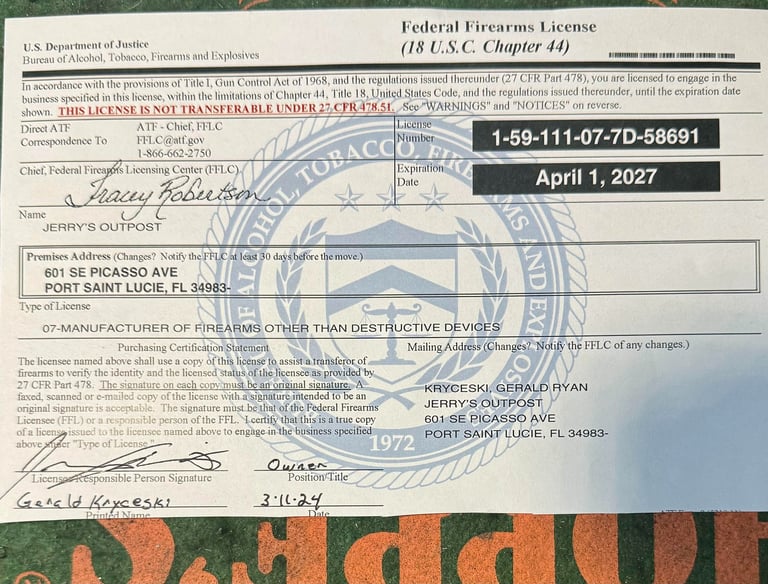 Federal Firearms License
(18 U.S.C. Chapter 44)
U.S. Department of Justice
Bureau of Alcohol, Tobacco, Firearms and Explosives
In accordance with the provisions of Title I, Gun Control Act of 1968, and the regulations issued thereunder (27 CFR Part 478), you are licensed to engage in the
business specified in this license, within the limitations of Chapter 44, Title 18, United States Code, and the regulations issued thereunder, until the expiration date
shown. THIS LICENSE IS NOT TRANSFERABLE UNDER 27 CFR 478.51. See "WARNINGS" and "NOTICES" on reverse.
Direct ATF
Correspondence To
ATF - Chief, FFLC
FFLC@atf.gov
1-866-662-2750
License
Number
1-59-111-07-7D-58691
Chief, Federal Firearms Licensing Center (FFLC)
Tracey Robertson
Expiration
Date
April 1, 2027
Name
JERRY'S OUTPOST
Premises Address (Changes? Notify the FFLC at least 30 days before the move.)
601 SE PICASSO AVE
PORT SAINT LUCIE, FL 34983-
Type of License
07-MANUFACTURER OF FIREARMS OTHER THAN DESTRUCTIVE DEVICES
Purchasing Certification Statement
The licensee named above shall use a copy of this license to assist a transferor of
firearms to verify the identity and the licensed status of the licensee as provided by
27 CFR Part 478. The signature on each copy must be an original signature. A
faxed, scanned or e-mailed copy of the license with a signature intended to be an
original signature is acceptable. The signature must be that of the Federal Firearms
Licensee (FFL) or a responsible person of the FFL. I certify that this is a true copy
of a license issued to the licensee named above to engage in the business specified
above under "Type of License."
Mailing Address (Changes? Notify the FFLC of any changes.)
KRYCESKI, GERALD RYAN
JERRY'S OUTPOST
601 SE PICASSO AVE
PORT SAINT LUCIE, FL 34983-
Owner
Licensee/Responsible Person Signature
Position/Title
Gerald Kryceski
3-11-24
Printed Name
Date
1972